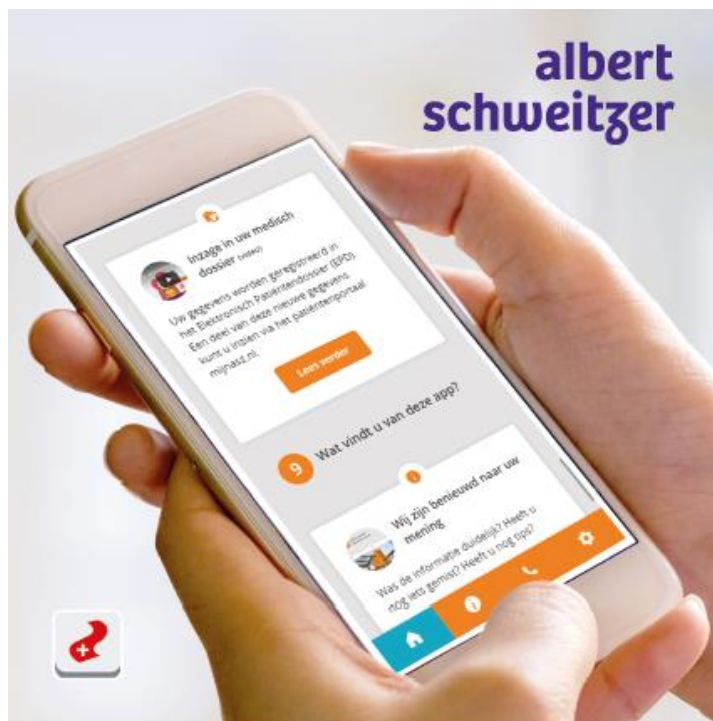 albert
schweitzer
Inzage in uw medisch
dossier (video)
Uw gegevens worden geregistreerd in
het Elektronisch Patiëntendossier (EPD).
Een deel van deze nieuwe gegevens
kunt u inzien via het patiëntenportaal
mijnasz.nl.
Lees verder
9 Wat vindt u van deze app?
Wij zijn benieuwd naar uw
mening
Was de informatie duidelijk? Heeft u
nog iets gemist? Heeft u nog tips?